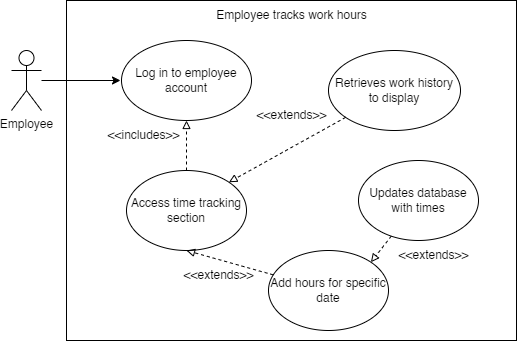 Employee tracks work hours
Log in to employee
account
Retrieves work history
to display
Employee
<<includes>>
<<extends>>
Access time tracking
section
Updates database
with times
<<extends>>
<<extends>>
Add hours for specific
date